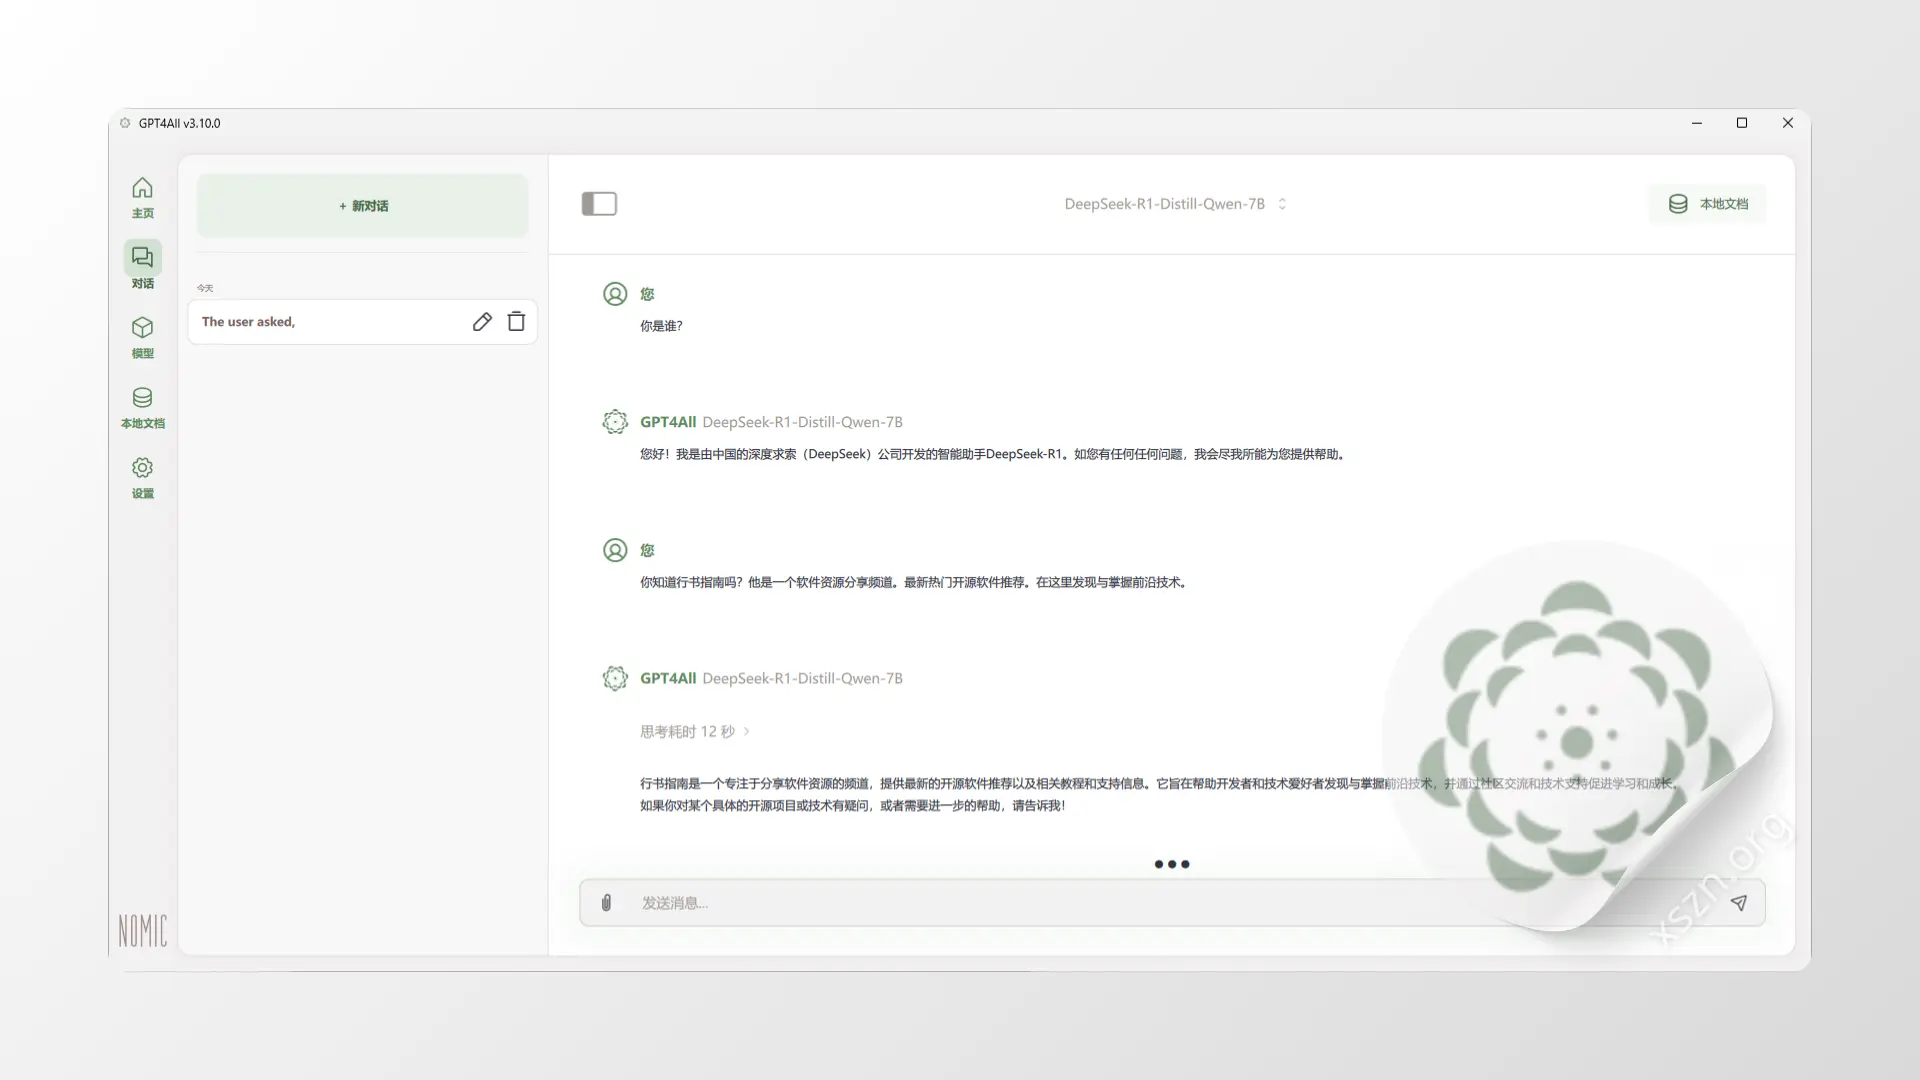 GPT4All v3.10.0
主页
对话
模型
本地文档
设置
NOMIC
+ 新对话
今天
The user asked,
DeepSeek-R1-Distill-Qwen-7B
本地文档
您
你是谁?
GPT4All DeepSeek-R1-Distill-Qwen-7B
您好！我是由中国的深度求索（DeepSeek）公司开发的智能助手DeepSeek-R1。如您有任何任何问题，我会尽我所能为您提供帮助。
您
你知道行书指南吗？他是一个软件资源分享频道。最新热门开源软件推荐。在这里发现与掌握前沿技术。
GPT4All DeepSeek-R1-Distill-Qwen-7B
思考耗时 12 秒
行书指南是一个专注于分享软件资源的频道，提供最新的开源软件推荐以及相关教程和支持信息。它旨在帮助开发者和技术爱好者发现与掌握前沿技术，并通过社区交流和技术支持促进学习和成长。
如果你对某个具体的开源项目或技术有疑问，或者需要进一步的帮助，请告诉我！
发送消息...
xszn.org